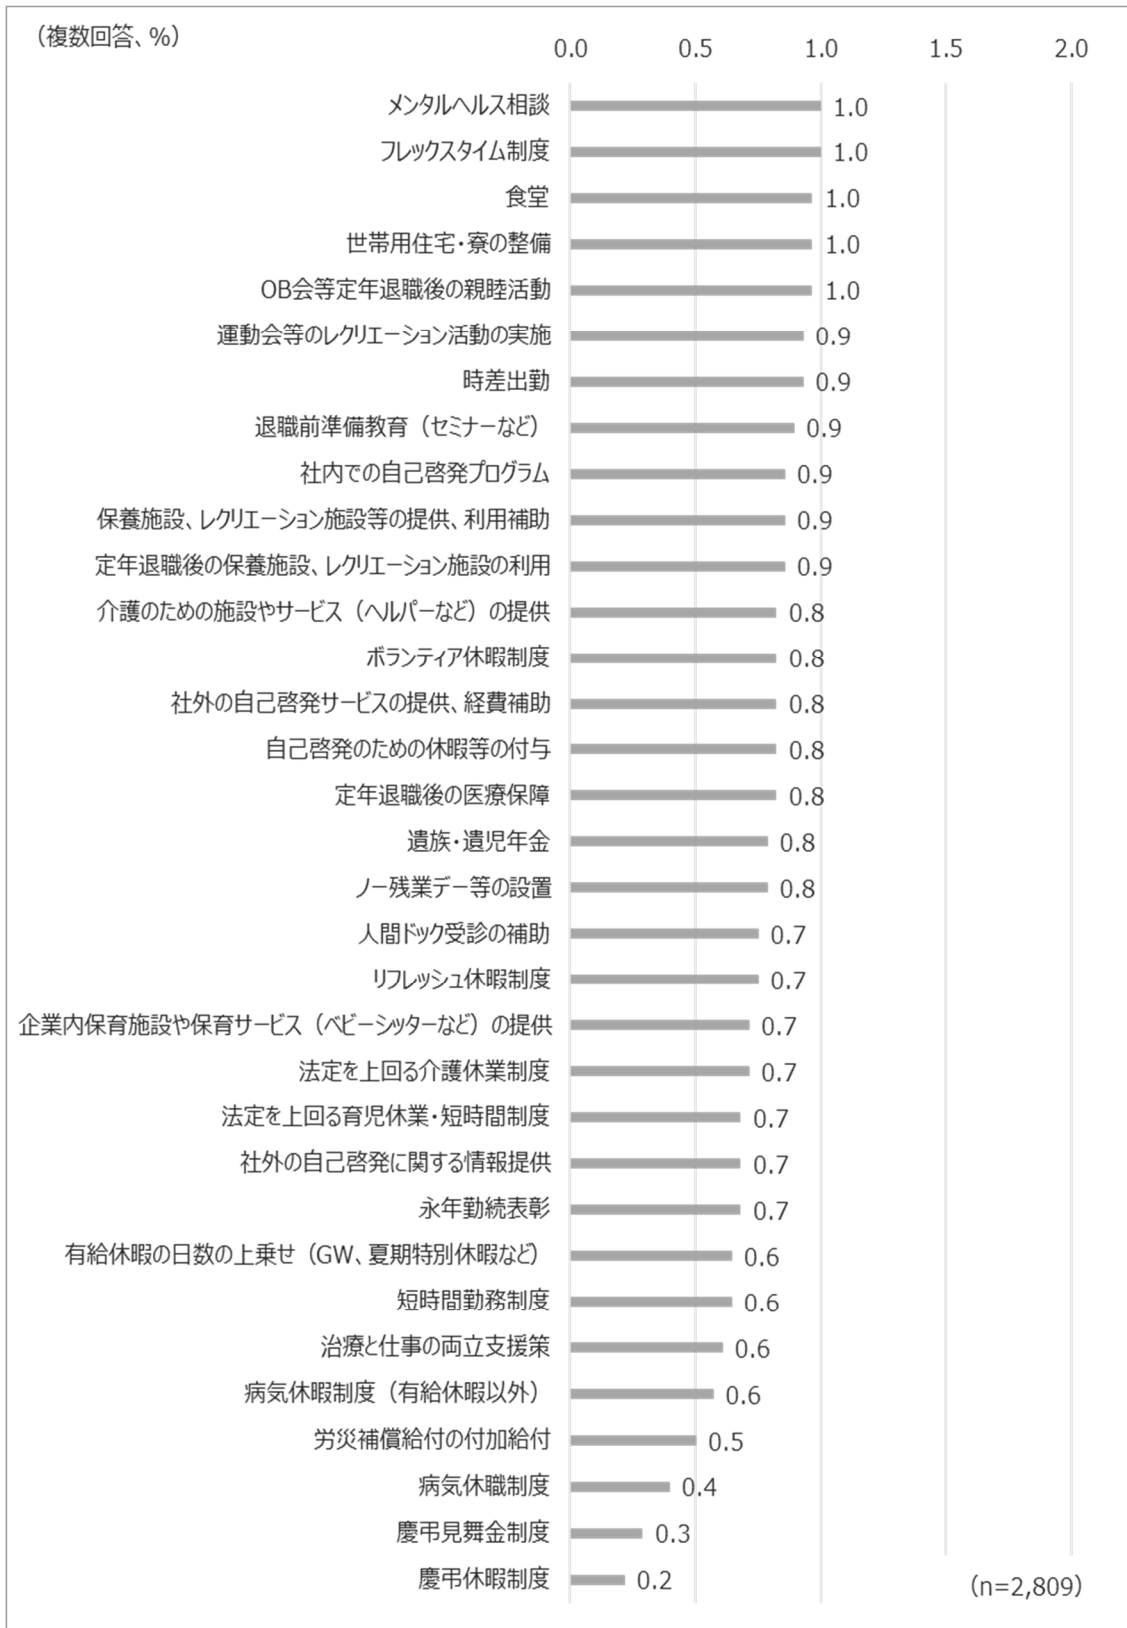 （複数回答、%）
0.0 0.5 1.0 1.5 2.0
メンタルヘルス相談 1.0
フレックスタイム制度 1.0
食堂 1.0
世帯用住宅・寮の整備 1.0
OB会等定年退職後の親睦活動 1.0
運動会等のレクリエーション活動の実施 0.9
時差出勤 0.9
退職前準備教育（セミナーなど） 0.9
社内での自己啓発プログラム 0.9
保養施設、レクリエーション施設等の提供、利用補助 0.9
定年退職後の保養施設、レクリエーション施設の利用 0.9
介護のための施設やサービス（ヘルパーなど）の提供 0.8
ボランティア休暇制度 0.8
社外の自己啓発サービスの提供、経費補助 0.8
自己啓発のための休暇等の付与 0.8
定年退職後の医療保障 0.8
遺族・遺児年金 0.8
ノー残業デー等の設置 0.8
人間ドック受診の補助 0.7
リフレッシュ休暇制度 0.7
企業内保育施設や保育サービス（ベビーシッターなど）の提供 0.7
法定を上回る介護休業制度 0.7
法定を上回る育児休業・短時間制度 0.7
社外の自己啓発に関する情報提供 0.7
永年勤続表彰 0.7
有給休暇の日数の上乗せ（GW、夏期特別休暇など） 0.6
短時間勤務制度 0.6
治療と仕事の両立支援策 0.6
病気休暇制度（有給休暇以外） 0.6
労災補償給付の付加給付 0.5
病気休職制度 0.4
慶弔見舞金制度 0.3
慶弔休暇制度 0.2
（n=2,809）